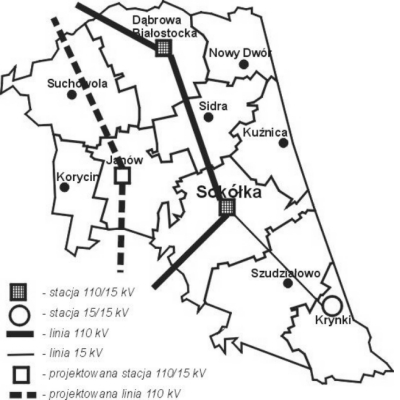 Dąbrowa
Białostocka
Nowy Dwór
Suchowola
Sidra
Kuźnica
Janów
Korycin
Sokółka
Szudziałowo
Krynki
- stacja 110/15 kV
- stacja 15/15 kV
- linia 110 kV
- linia 15 kV
- projektowana stacja 110/15 kV
- projektowana linia 110 kV